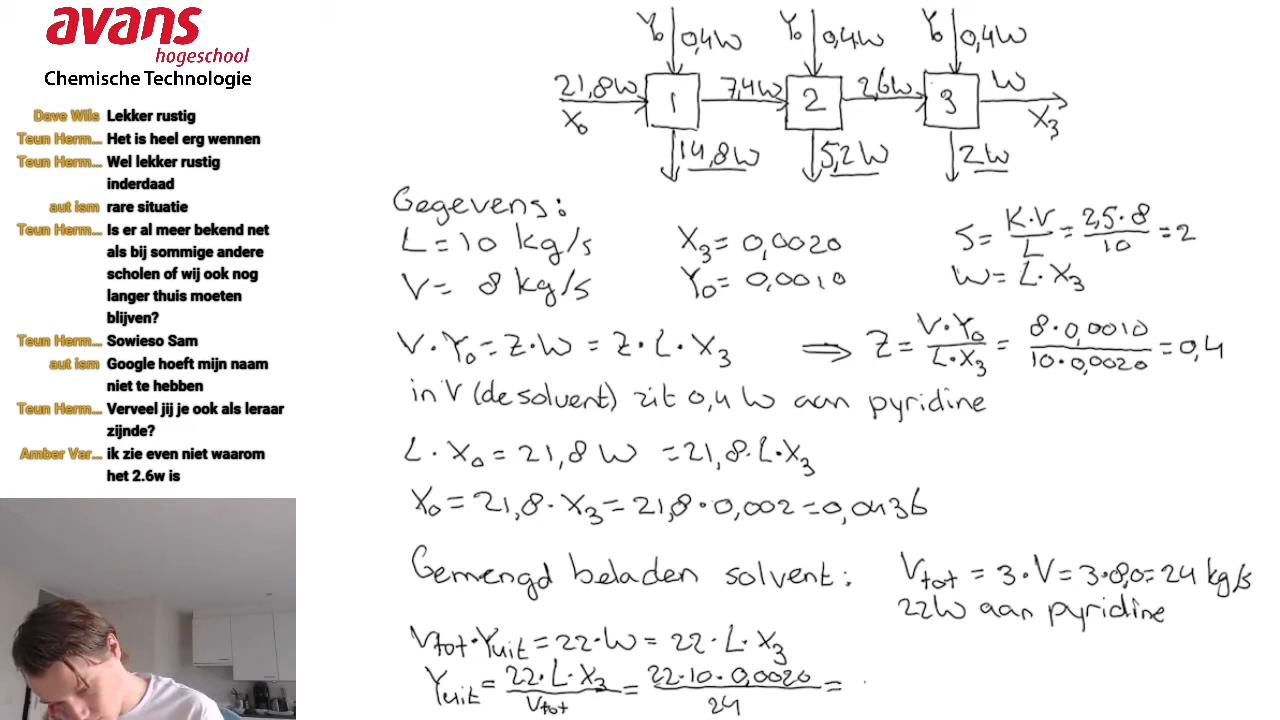 avans
hogeschool
Chemische Technologie
Dave Wils Lekker rustig
Teun Herm... Het is heel erg wennen
Teun Herm... Wel lekker rustig
inderdaad
aut ism rare situatie
Teun Herm... Is er al meer bekend net
als bij sommige andere
scholen of wij ook nog
langer thuis moeten
blijven?
Teun Herm... Sowieso Sam
aut ism Google hoeft mijn naam
niet te hebben
Teun Herm... Verveel jij je ook als leraar
zijnde?
Amber Var... ik zie even niet waarom
het 2.6w is
Y₀ 0,4W Y₀ 0,4W Y₀ 0,4W
21,8W 1 7,4W 2 2,6W 3 W
X₀ X₃
14,8W 5,2W 2W
Gegevens:
L = 10 kg/s X₃ = 0,0020 S = K·V/L = 2,5·8/10 = 2
V = 8 kg/s Y₀ = 0,0010 W = L·X₃
V·Y₀ = Z·W = Z·L·X₃ ⟹ Z = V·Y₀/L·X₃ = 8·0,0010/10·0,0020 = 0,4
in V (de solvent) zit 0,4 W aan pyridine
L·X₀ = 21,8 W = 21,8·L·X₃
X₀ = 21,8·X₃ = 21,8·0,002 = 0,0436
Gemengd beladen solvent: Vtot = 3·V = 3·8,0 = 24 kg/s
22W aan pyridine
Vtot·Yuit = 22·W = 22·L·X₃
Yuit = 22·L·X₃/Vtot = 22·10·0,0020/24 =